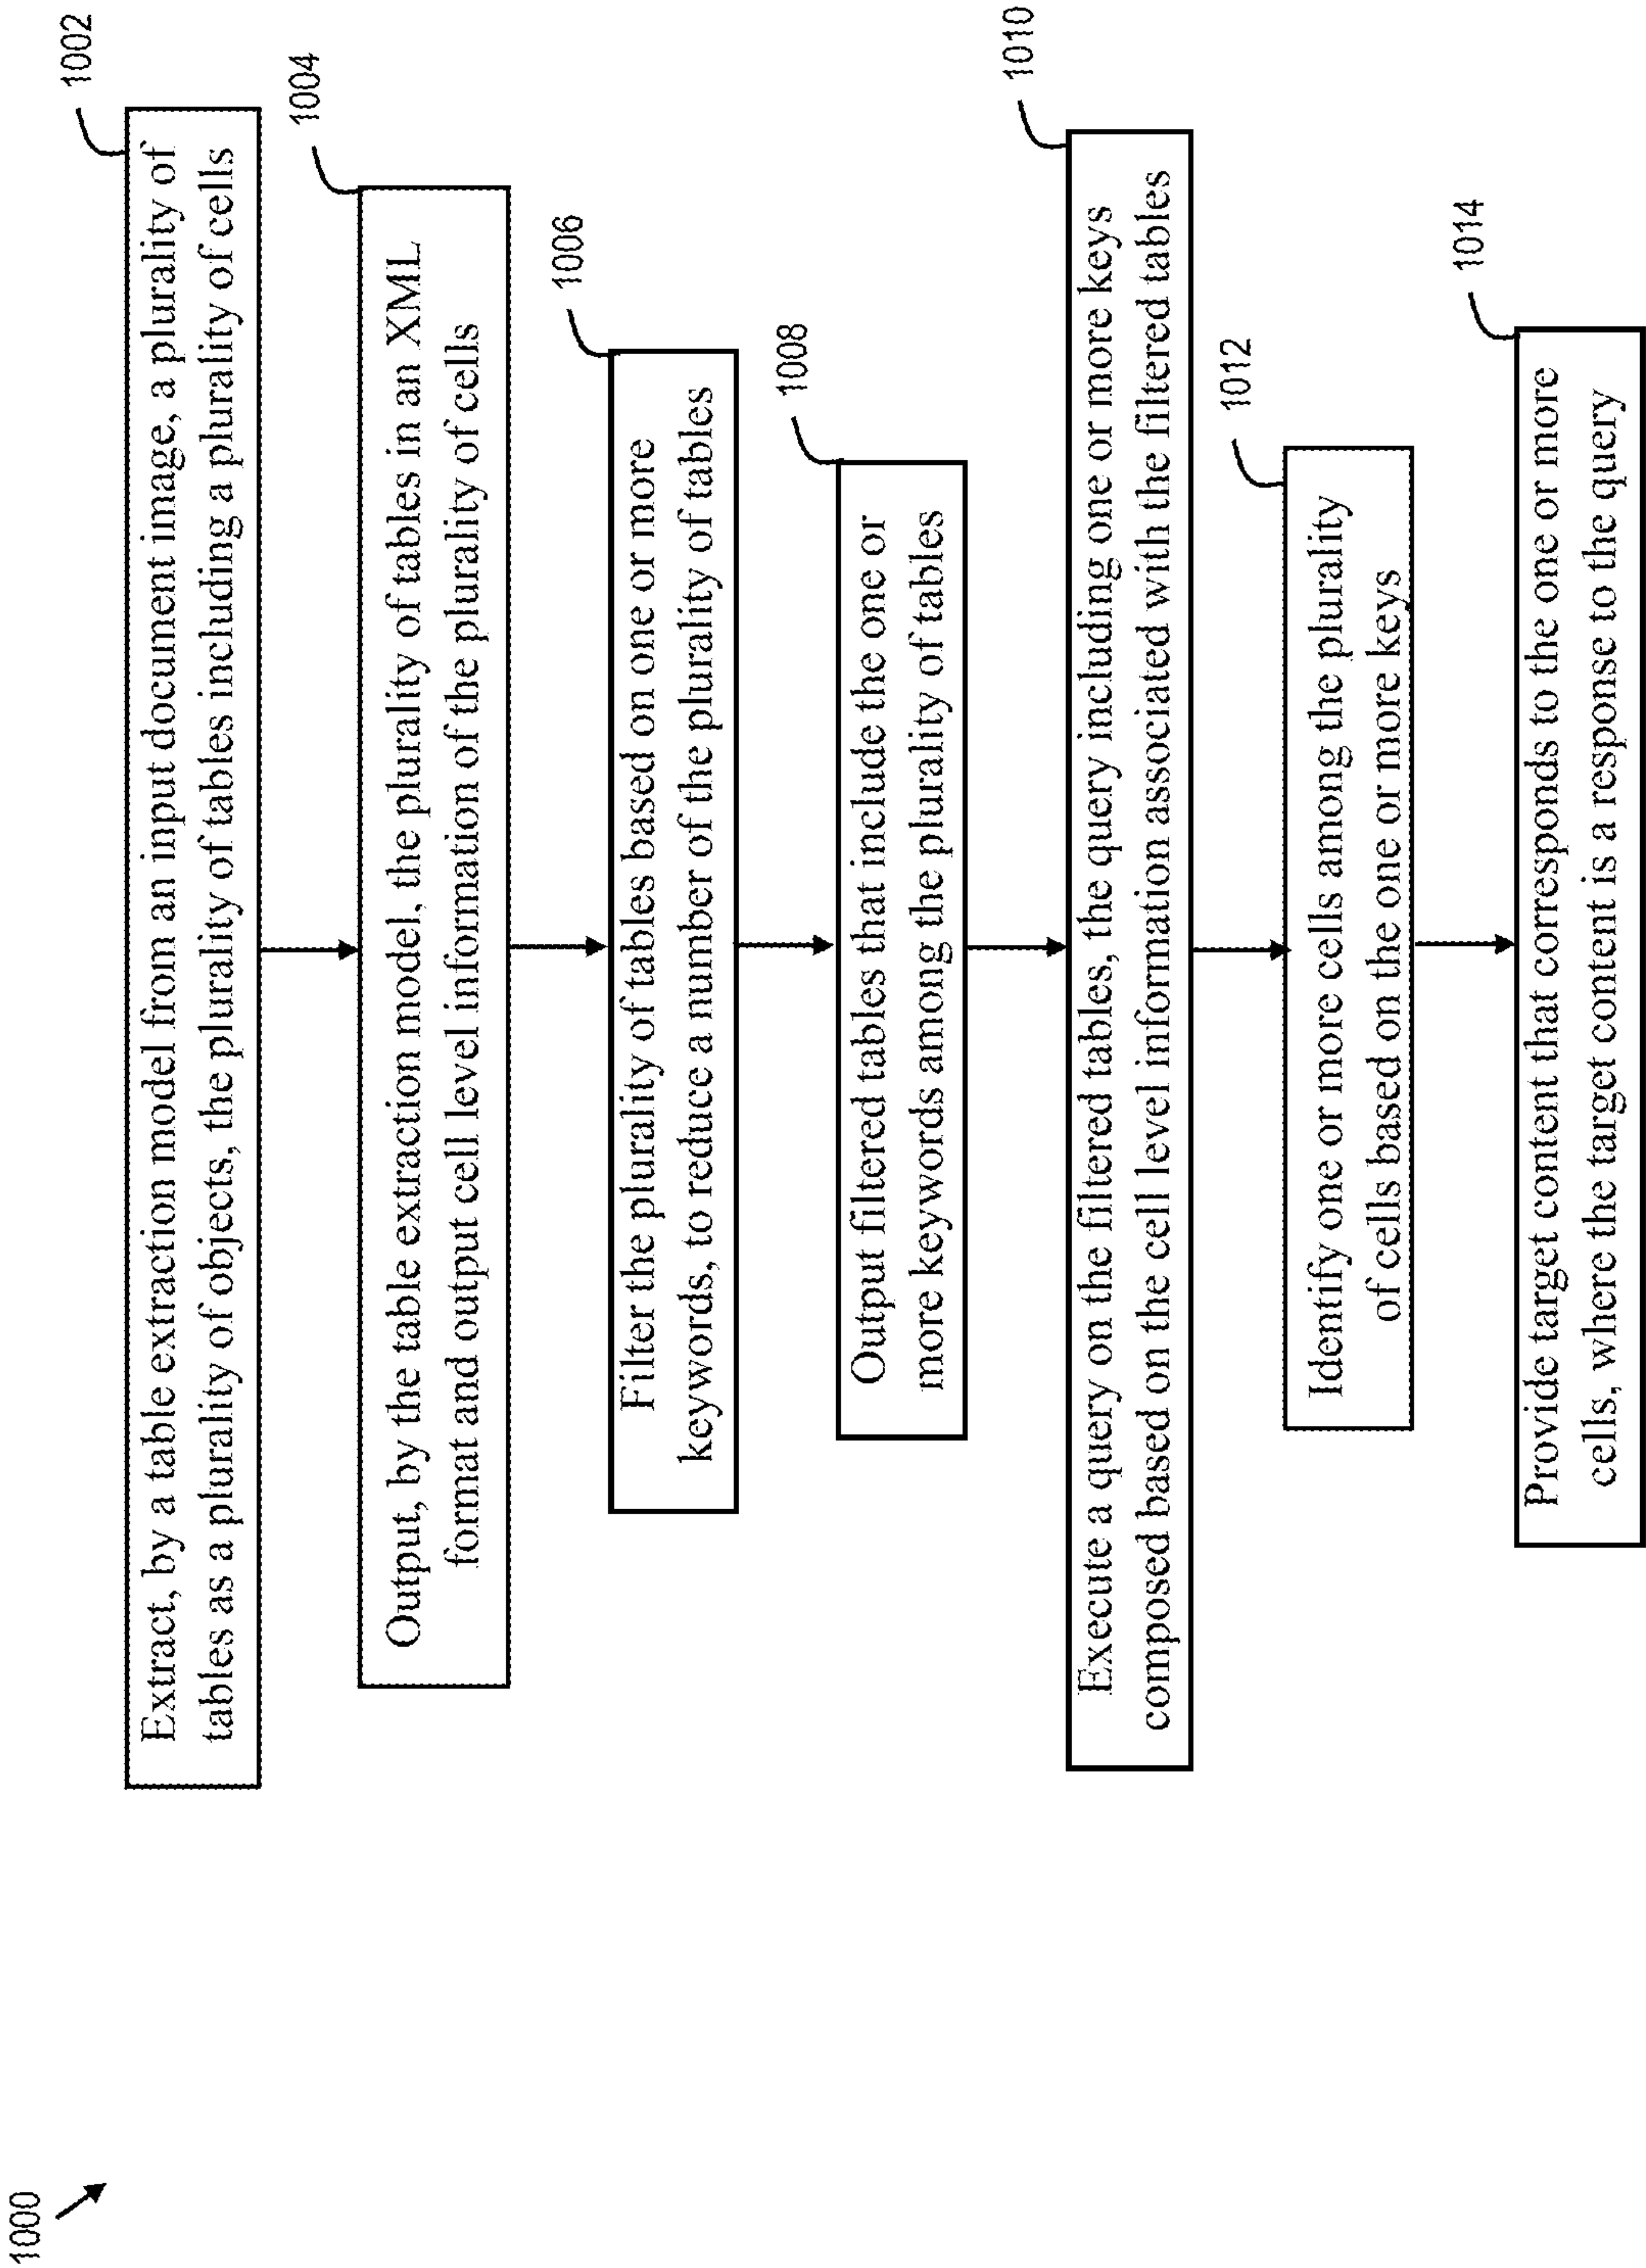 1000
1002
Extract, by a table extraction model from an input document image, a plurality of
tables as a plurality of objects, the plurality of tables including a plurality of cells
1004
Output, by the table extraction model, the plurality of tables in an XML
format and output cell level information of the plurality of cells
1006
Filter the plurality of tables based on one or more
keywords, to reduce a number of the plurality of tables
1008
Output filtered tables that include the one or
more keywords among the plurality of tables
1010
Execute a query on the filtered tables, the query including one or more keys
composed based on the cell level information associated with the filtered tables
1012
Identify one or more cells among the plurality
of cells based on the one or more keys
1014
Provide target content that corresponds to the one or more
cells, where the target content is a response to the query